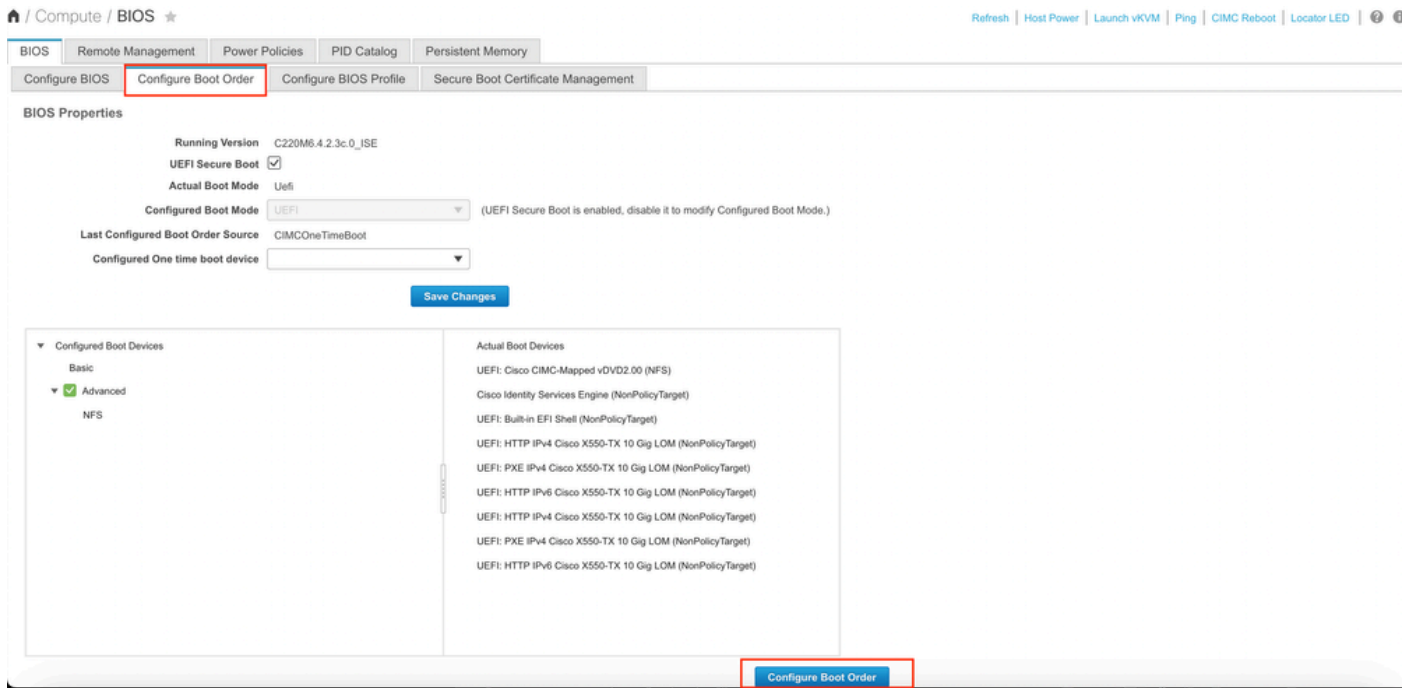 / Compute / BIOS ★
Refresh | Host Power | Launch vKVM | Ping | CIMC Reboot | Locator LED |
BIOS Remote Management Power Policies PID Catalog Persistent Memory
Configure BIOS Configure Boot Order Configure BIOS Profile Secure Boot Certificate Management
BIOS Properties
Running Version C220M6.4.2.3c.0_ISE
UEFI Secure Boot
Actual Boot Mode Uefi
Configured Boot Mode UEFI (UEFI Secure Boot is enabled, disable it to modify Configured Boot Mode.)
Last Configured Boot Order Source CIMCOneTimeBoot
Configured One time boot device
Save Changes
Configured Boot Devices
Basic
Advanced
NFS
Actual Boot Devices
UEFI: Cisco CIMC-Mapped vDVD2.00 (NFS)
Cisco Identity Services Engine (NonPolicyTarget)
UEFI: Built-in EFI Shell (NonPolicyTarget)
UEFI: HTTP IPv4 Cisco X550-TX 10 Gig LOM (NonPolicyTarget)
UEFI: PXE IPv4 Cisco X550-TX 10 Gig LOM (NonPolicyTarget)
UEFI: HTTP IPv6 Cisco X550-TX 10 Gig LOM (NonPolicyTarget)
UEFI: HTTP IPv4 Cisco X550-TX 10 Gig LOM (NonPolicyTarget)
UEFI: PXE IPv4 Cisco X550-TX 10 Gig LOM (NonPolicyTarget)
UEFI: HTTP IPv6 Cisco X550-TX 10 Gig LOM (NonPolicyTarget)
Configure Boot Order